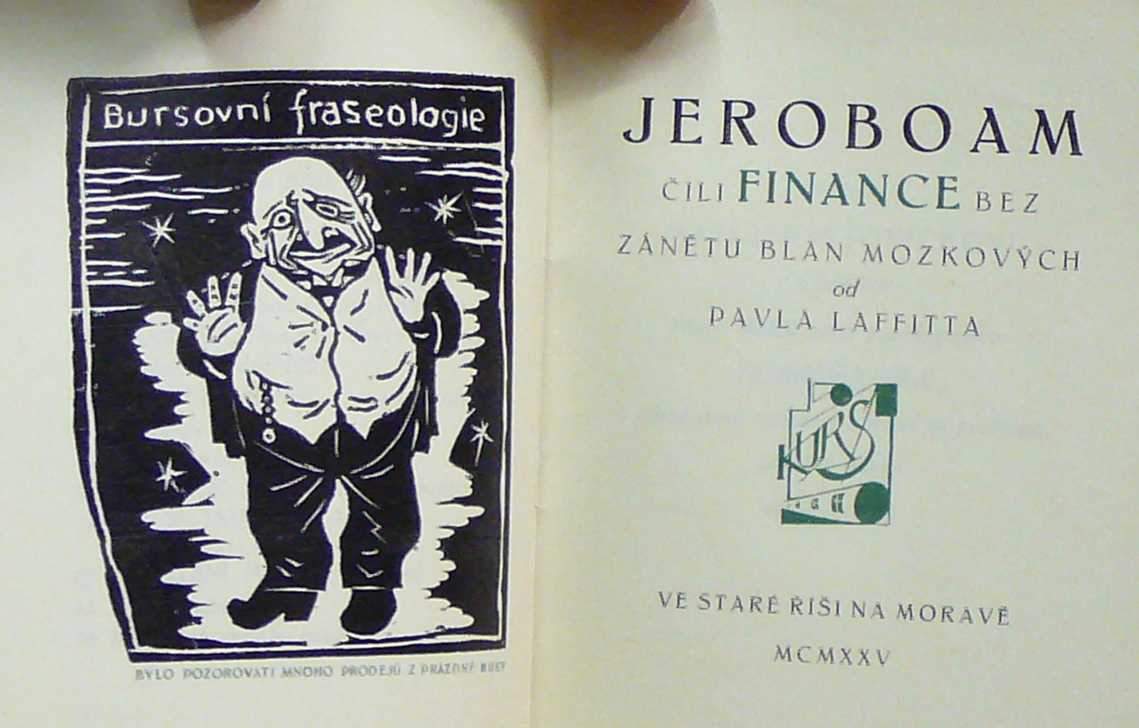 Bursovní fraseologie
BYLO POZOROVATI MNOHO PRODEJŮ Z PRÁZDNÉ RUKY
JEROBOAM
ČILI FINANCE BEZ
ZÁNĚTU BLAN MOZKOVÝCH
od
PAVLA LAFFITTA
KURS
VE STARÉ ŘÍŠI NA MORAVĚ
MCMXXV